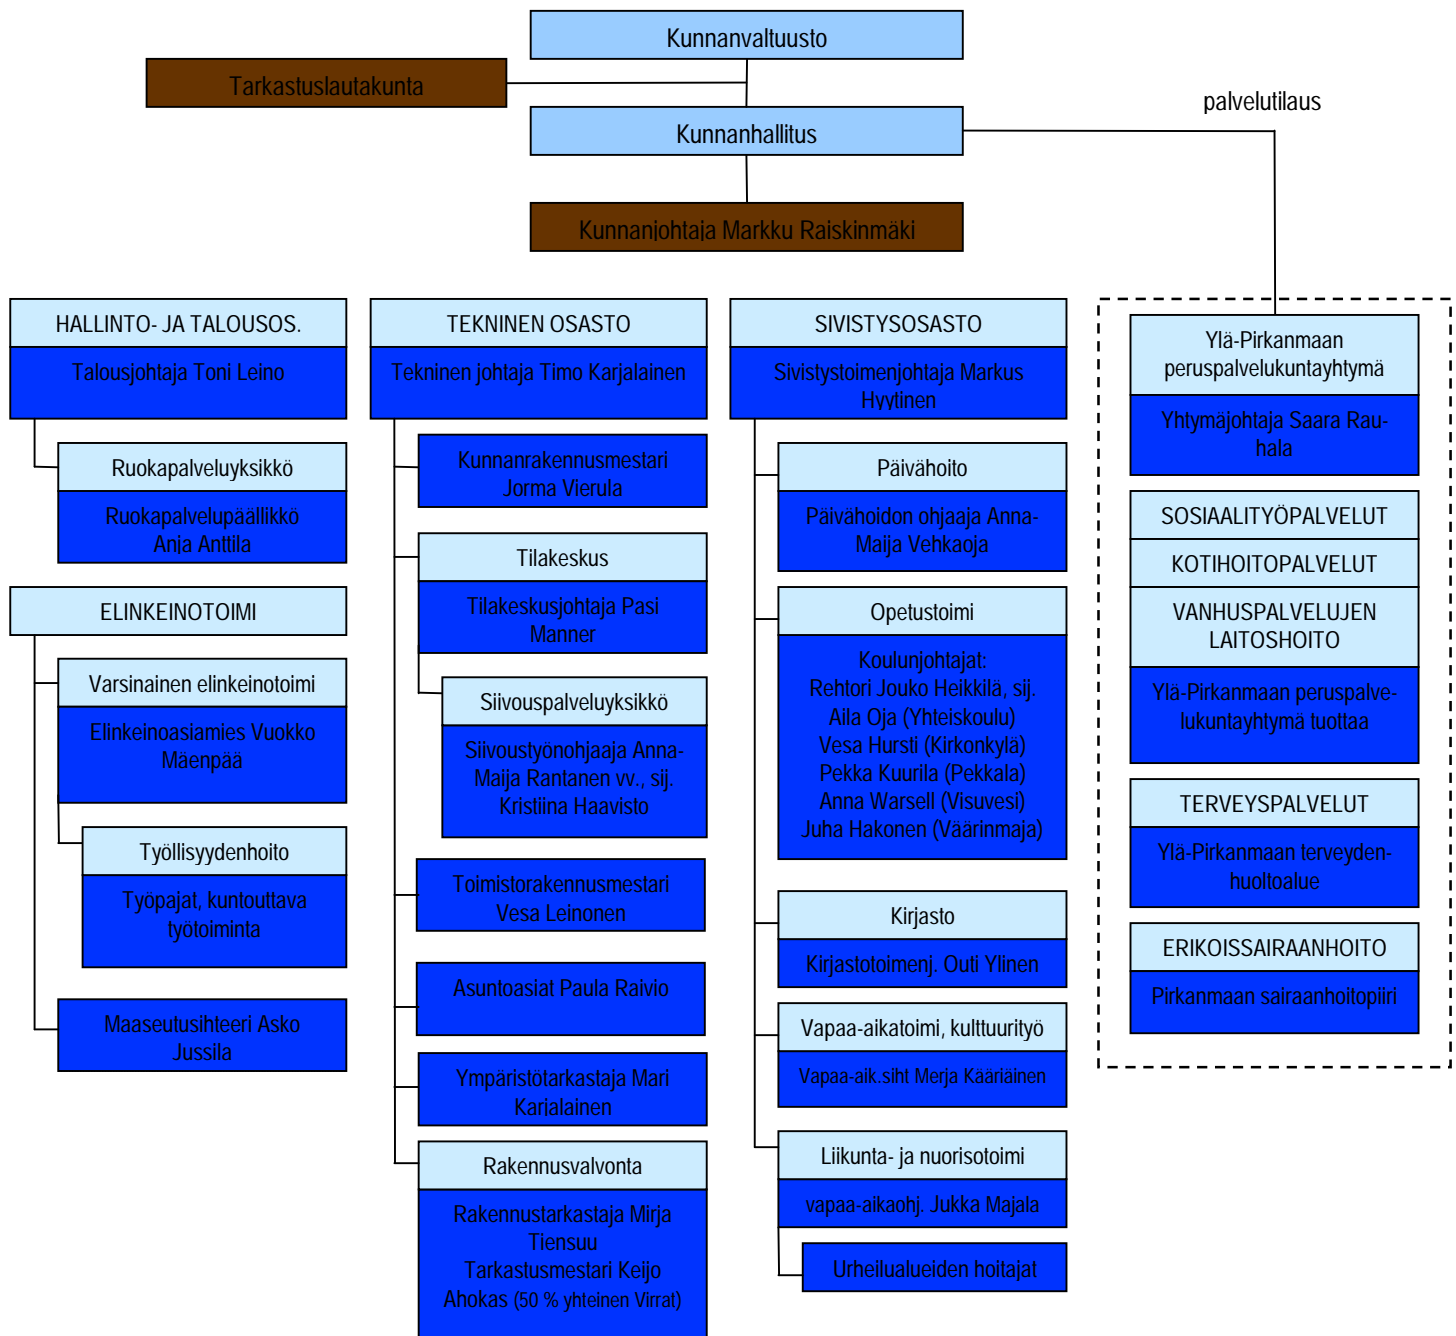 Kunnanvaltuusto
Tarkastuslautakunta
palvelutilaus
Kunnanhallitus
Kunnanjohtaja Markku Raiskinmäki
HALLINTO- JA TALOUSOS.
Talousjohtaja Toni Leino
Ruokapalveluyksikkö
Ruokapalvelupäällikkö
Anja Anttila
ELINKEINOTOIMI
Varsinainen elinkeinotoimi
Elinkeinoasiamies Vuokko
Mäenpää
Työllisyydenhoito
Työpajat, kuntouttava
työtoiminta
Maaseutusihteeri Asko
Jussila
TEKNINEN OSASTO
Tekninen johtaja Timo Karjalainen
Kunnanrakennusmestari
Jorma Vierula
Tilakeskus
Tilakeskusjohtaja Pasi
Manner
Siivouspalveluyksikkö
Siivoustyönohjaaja Anna-
Maija Rantanen vv., sij.
Kristiina Haavisto
Toimistorakennusmestari
Vesa Leinonen
Asuntoasiat Paula Raivio
Ympäristötarkastaja Mari
Karjalainen
Rakennusvalvonta
Rakennustarkastaja Mirja
Tiensuu
Tarkastusmestari Keijo
Ahokas (50 % yhteinen Virrat)
SIVISTYSOSASTO
Sivistystoimenjohtaja Markus
Hyytinen
Päivähoito
Päivähoidon ohjaaja Anna-
Maija Vehkaoja
Opetustoimi
Koulunjohtajat:
Rehtori Jouko Heikkilä, sij.
Aila Oja (Yhteiskoulu)
Vesa Hursti (Kirkonkylä)
Pekka Kuurila (Pekkala)
Anna Warsell (Visuvesi)
Juha Hakonen (Väärinmaja)
Kirjasto
Kirjastotoimenj. Outi Ylinen
Vapaa-aikatoimi, kulttuurityö
Vapaa-aik.siht Merja Kääriäinen
Liikunta- ja nuorisotoimi
vapaa-aikaohj. Jukka Majala
Urheilualueiden hoitajat
Ylä-Pirkanmaan
peruspalvelukuntayhtymä
Yhtymäjohtaja Saara Rau-
hala
SOSIAALITYÖPALVELUT
KOTIHOITOPALVELUT
VANHUSPALVELUJEN
LAITOSHOITO
Ylä-Pirkanmaan peruspalve-
lukuntayhtymä tuottaa
TERVEYSPALVELUT
Ylä-Pirkanmaan terveyden-
huoltoalue
ERIKOISSAIRAANHOITO
Pirkanmaan sairaanhoitopiiri